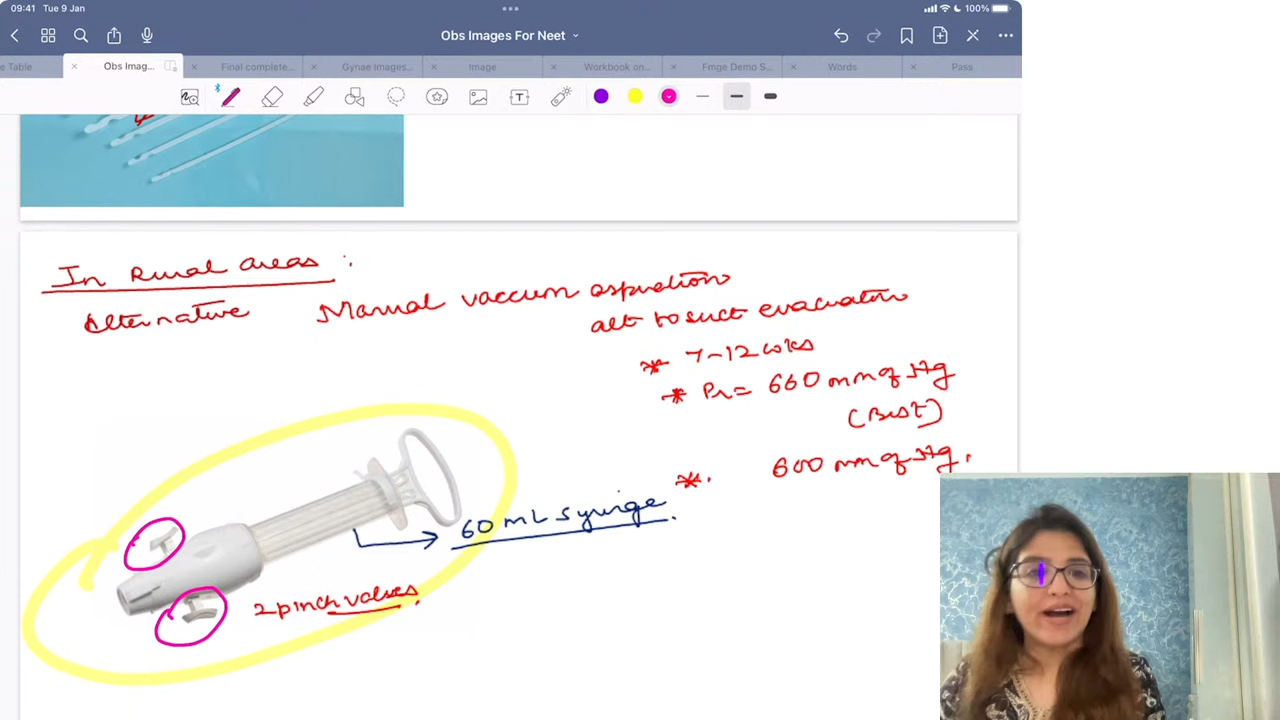 09:41 Tue 9 Jan
100%
Obs Images For Neet
e Table
Obs Imag...
Final complete...
Gynae Images...
Image
Workbook on...
Fmge Demo S...
Words
Pass
In Rural areas :
Alternative Manual vaccum aspiration
alt to suct evacuation
* 7-12 wks
* Pr = 660 mm of Hg
(Best)
*. 600 mm of Hg.
60 mL syringe.
2 pinch valves.